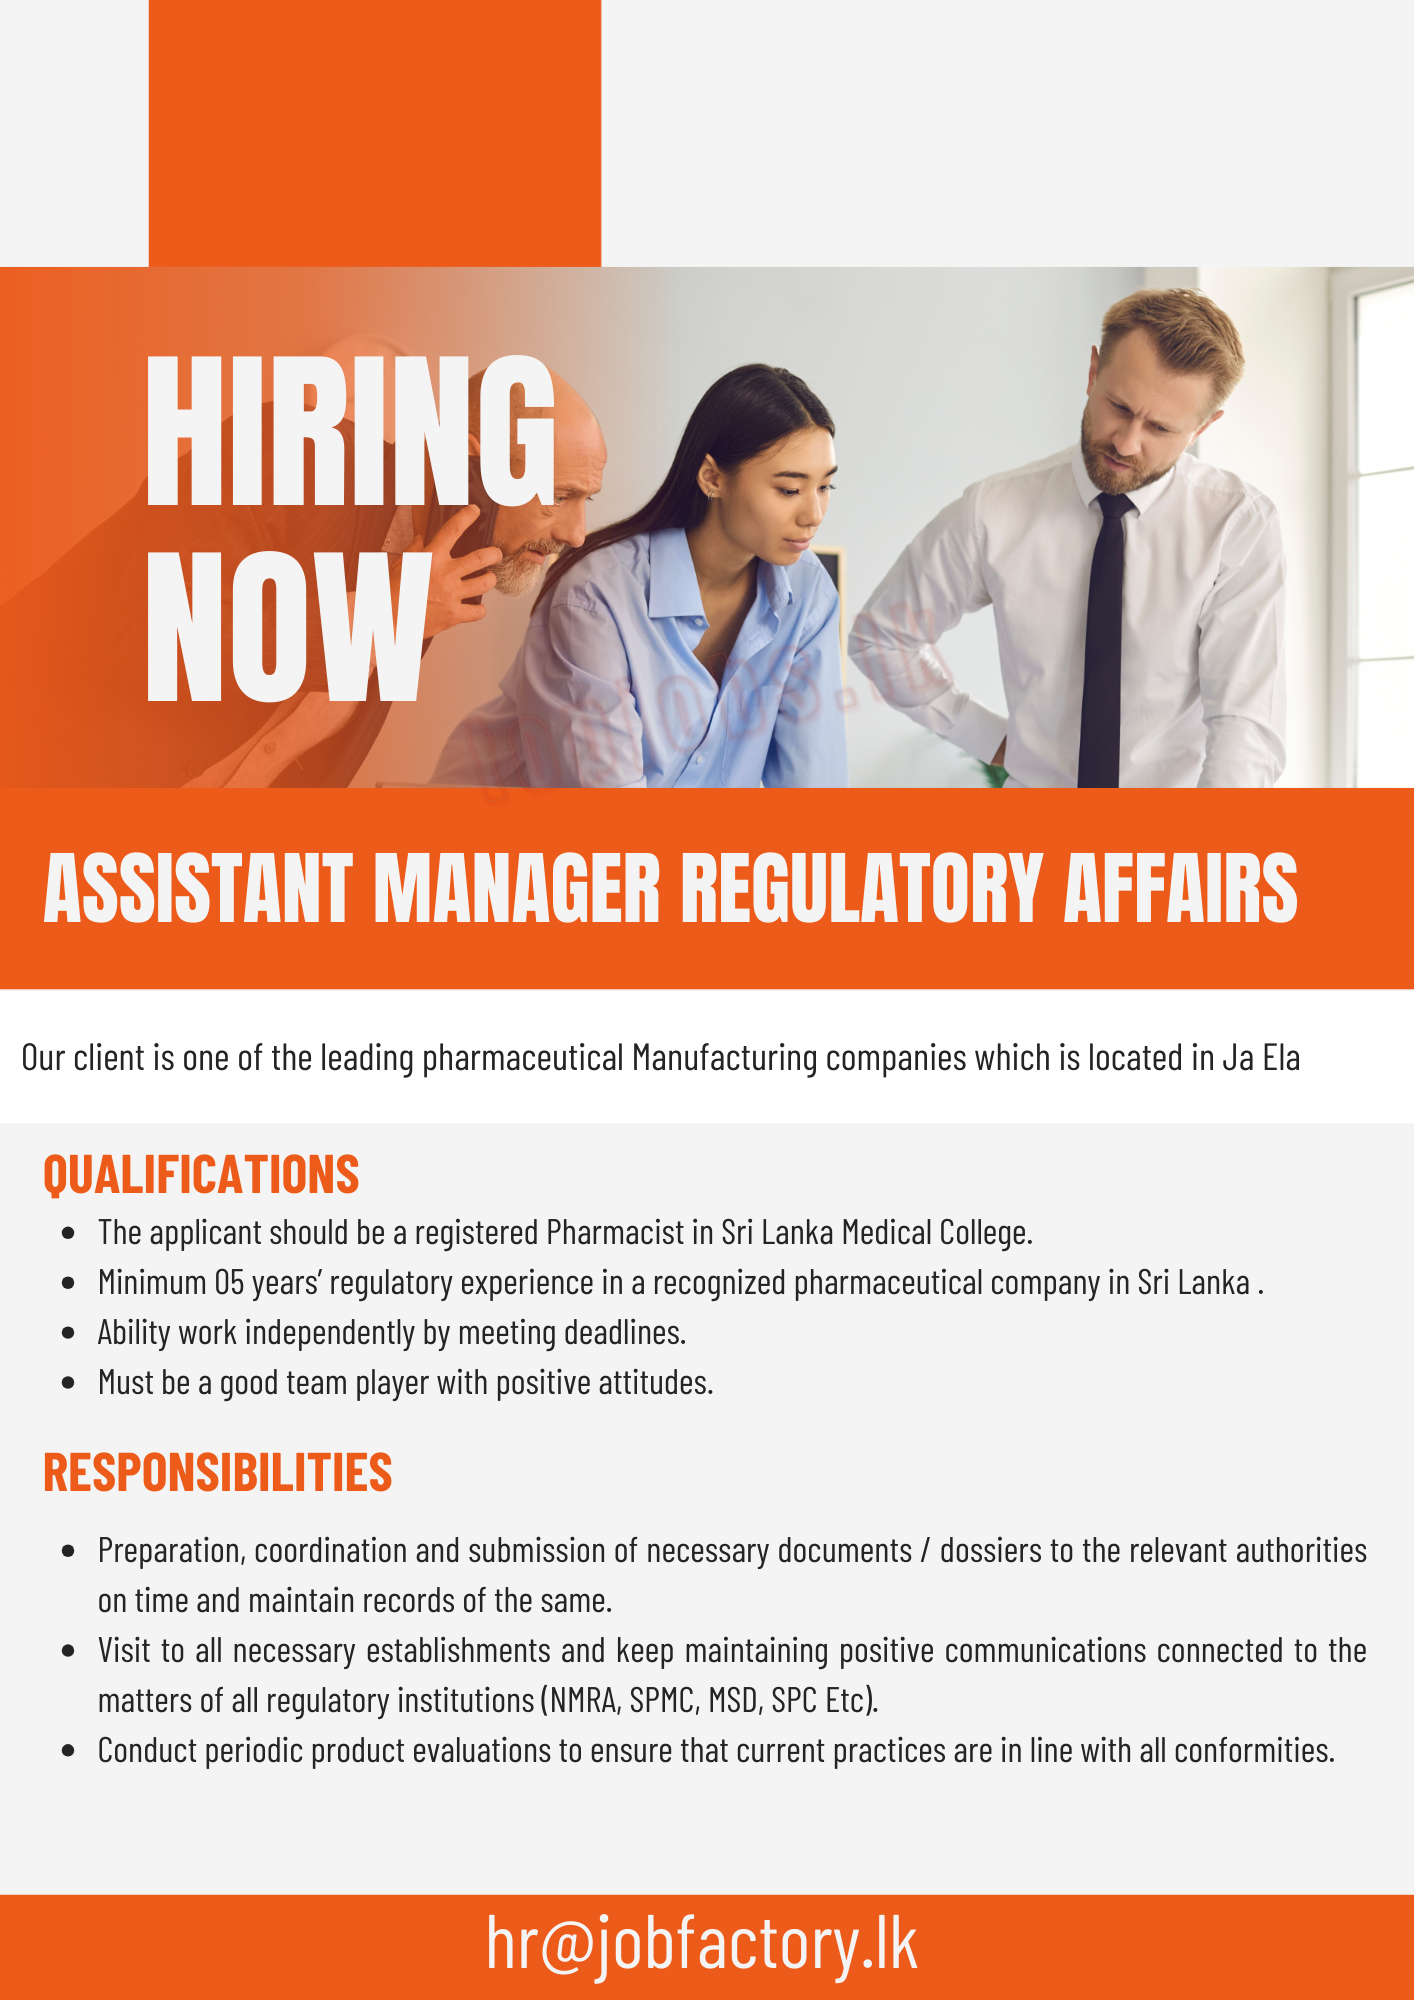 HIRING
NOW
ASSISTANT MANAGER REGULATORY AFFAIRS
Our client is one of the leading pharmaceutical Manufacturing companies which is located in Ja Ela
QUALIFICATIONS
• The applicant should be a registered Pharmacist in Sri Lanka Medical College.
• Minimum 05 years’ regulatory experience in a recognized pharmaceutical company in Sri Lanka .
• Ability work independently by meeting deadlines.
• Must be a good team player with positive attitudes.
RESPONSIBILITIES
• Preparation, coordination and submission of necessary documents / dossiers to the relevant authorities
on time and maintain records of the same.
• Visit to all necessary establishments and keep maintaining positive communications connected to the
matters of all regulatory institutions (NMRA, SPMC, MSD, SPC Etc).
• Conduct periodic product evaluations to ensure that current practices are in line with all conformities.
hr@jobfactory.lk